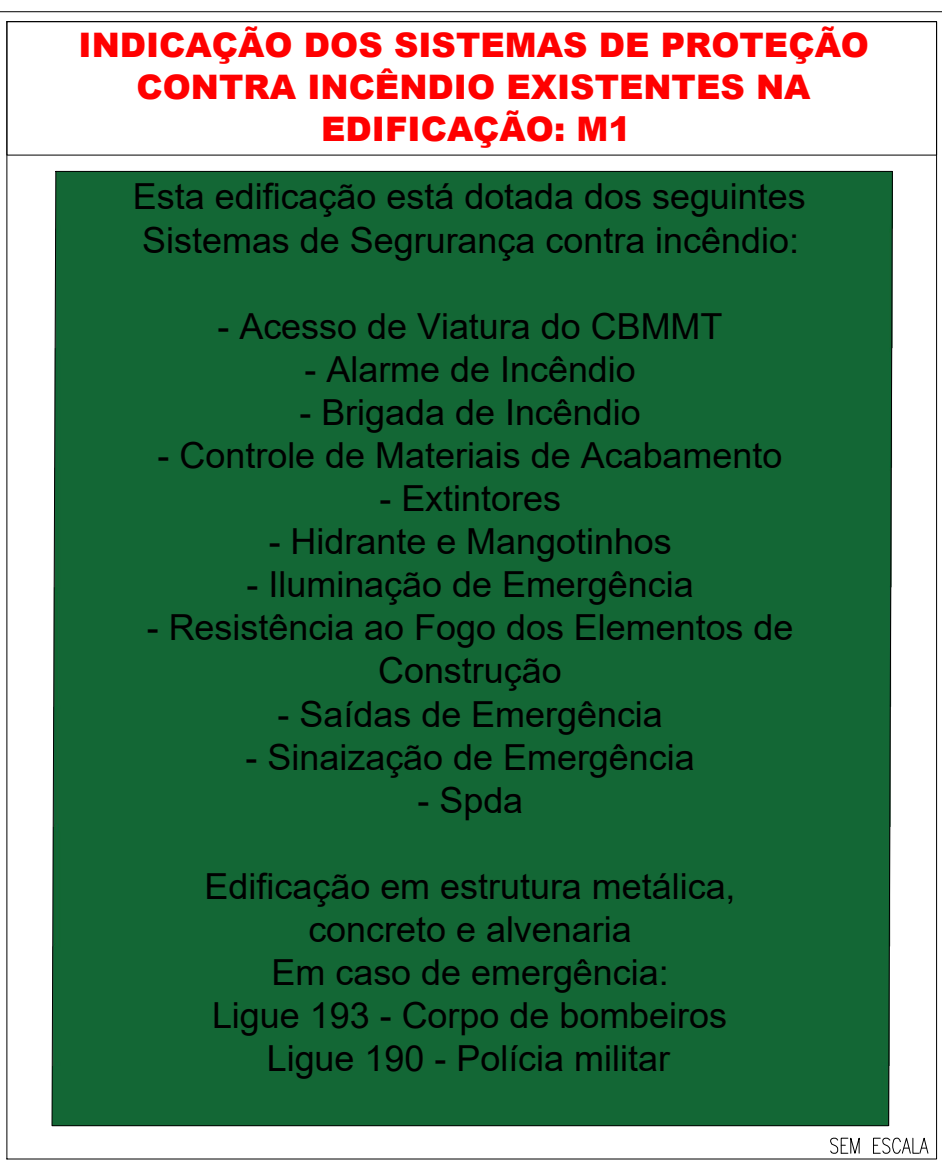 INDICAÇÃO DOS SISTEMAS DE PROTEÇÃO
CONTRA INCÊNDIO EXISTENTES NA
EDIFICAÇÃO: M1
Esta edificação está dotada dos seguintes
Sistemas de Segrurança contra incêndio:
- Acesso de Viatura do CBMMT
- Alarme de Incêndio
- Brigada de Incêndio
- Controle de Materiais de Acabamento
- Extintores
- Hidrante e Mangotinhos
- Iluminação de Emergência
- Resistência ao Fogo dos Elementos de
Construção
- Saídas de Emergência
- Sinaização de Emergência
- Spda
Edificação em estrutura metálica,
concreto e alvenaria
Em caso de emergência:
Ligue 193 - Corpo de bombeiros
Ligue 190 - Polícia militar
SEM ESCALA